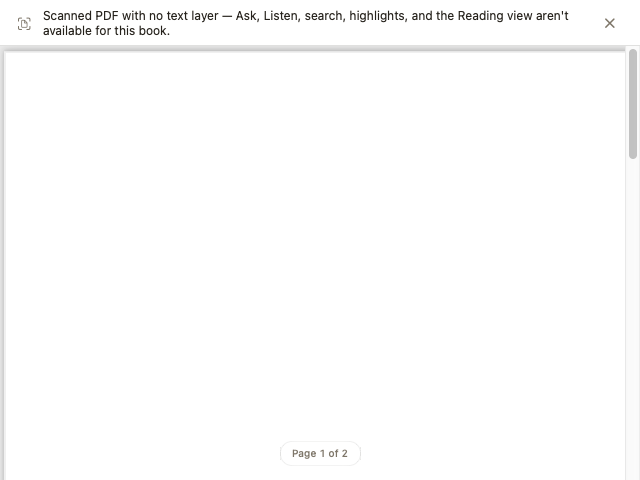 Scanned PDF with no text layer — Ask, Listen, search, highlights, and the Reading view aren't
available for this book.
Page 1 of 2